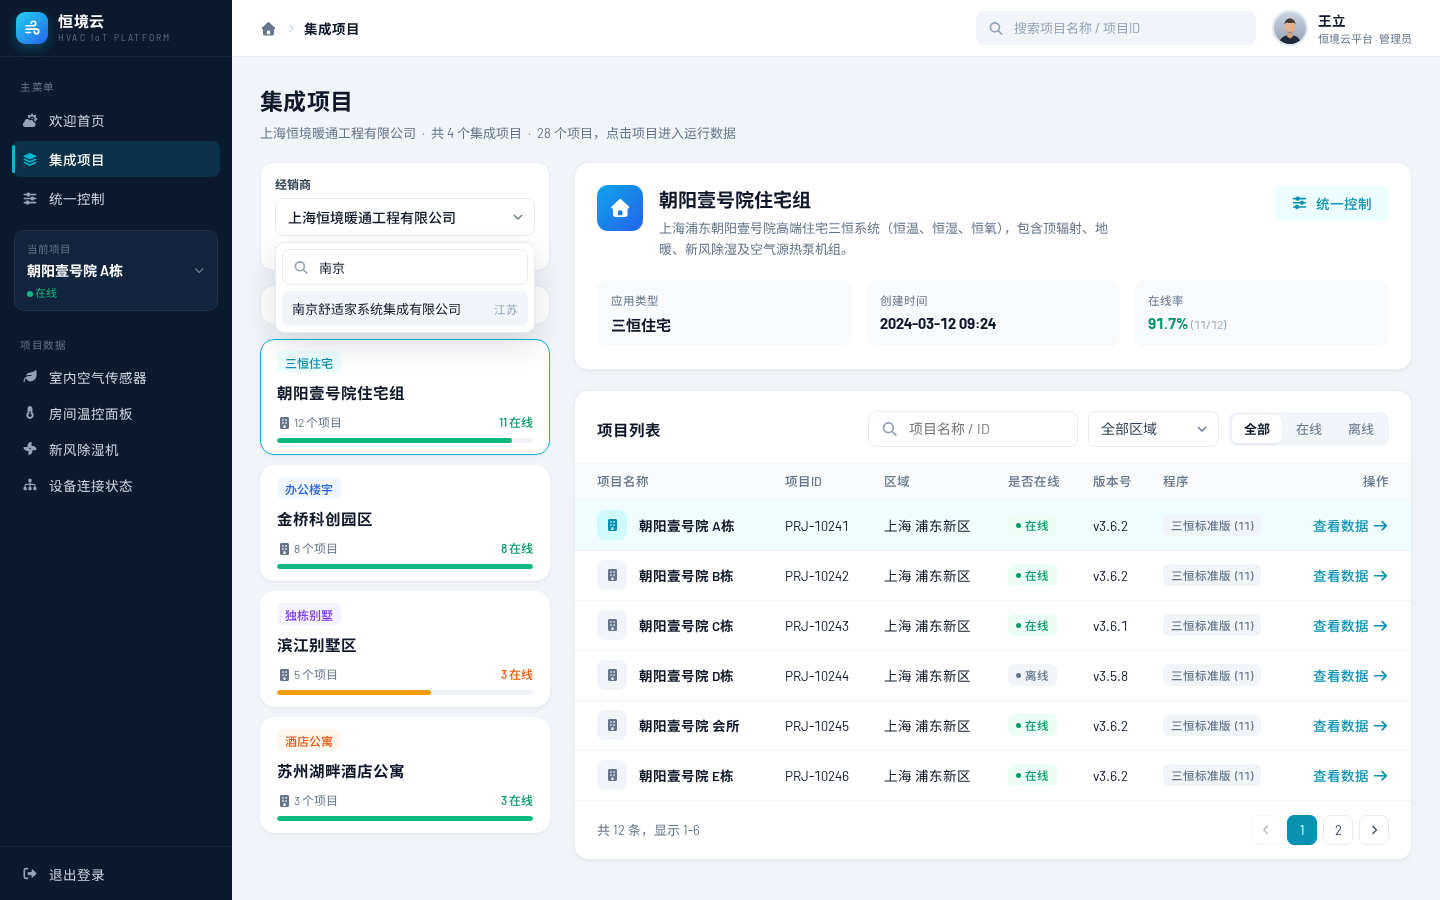 恒境云
HVAC IoT PLATFORM
主菜单
欢迎首页
集成项目
统一控制
当前项目
朝阳壹号院 A栋
在线
项目数据
室内空气传感器
房间温控面板
新风除湿机
设备连接状态
退出登录
集成项目
搜索项目名称 / 项目ID
王立
恒境云平台 · 管理员
集成项目
上海恒境暖通工程有限公司 · 共 4 个集成项目 · 28 个项目，点击项目进入运行数据
经销商
上海恒境暖通工程有限公司
南京
南京舒适家系统集成有限公司 江苏
三恒住宅
朝阳壹号院住宅组
12 个项目 11 在线
办公楼宇
金桥科创园区
8 个项目 8 在线
独栋别墅
滨江别墅区
5 个项目 3 在线
酒店公寓
苏州湖畔酒店公寓
3 个项目 3 在线
朝阳壹号院住宅组
上海浦东朝阳壹号院高端住宅三恒系统（恒温、恒湿、恒氧），包含顶辐射、地
暖、新风除湿及空气源热泵机组。
统一控制
应用类型
三恒住宅
创建时间
2024-03-12 09:24
在线率
91.7% (11/12)
项目列表
项目名称 / ID
全部区域
全部 在线 离线
项目名称 项目ID 区域 是否在线 版本号 程序 操作
朝阳壹号院 A栋 PRJ-10241 上海 浦东新区 在线 v3.6.2 三恒标准版 (11) 查看数据
朝阳壹号院 B栋 PRJ-10242 上海 浦东新区 在线 v3.6.2 三恒标准版 (11) 查看数据
朝阳壹号院 C栋 PRJ-10243 上海 浦东新区 在线 v3.6.1 三恒标准版 (11) 查看数据
朝阳壹号院 D栋 PRJ-10244 上海 浦东新区 离线 v3.5.8 三恒标准版 (11) 查看数据
朝阳壹号院 会所 PRJ-10245 上海 浦东新区 在线 v3.6.2 三恒标准版 (11) 查看数据
朝阳壹号院 E栋 PRJ-10246 上海 浦东新区 在线 v3.6.2 三恒标准版 (11) 查看数据
共 12 条，显示 1-6
1 2